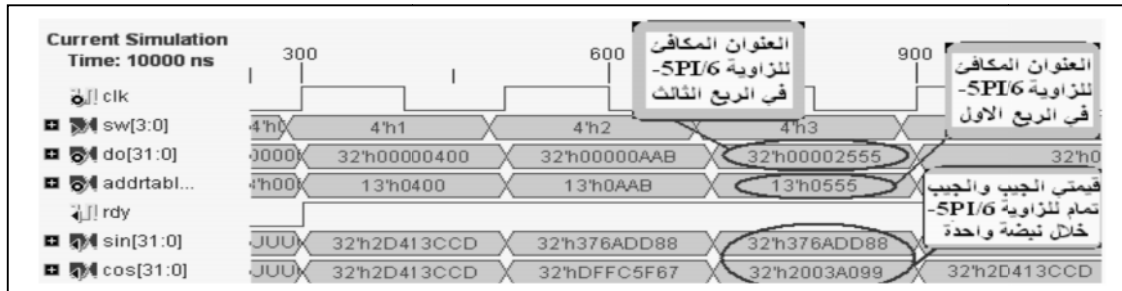 Current Simulation
Time: 10000 ns
300
600
900
العنوان المكافئ
للزاوية 5PI/6-
في الربع الثالث
العنوان المكافئ
للزاوية 5PI/6-
في الربع الاول
clk
sw[3:0] 4'h1 4'h2 4'h3
do[31:0] 32'h00000400 32'h00000AAB 32'h00002555 32'h0
addrtabl... 13'h0400 13'h0AAB 13'h0555
rdy
قيمتي الجيب والجيب
تمام للزاوية 5PI/6-
خلال نبضة واحدة
sin[31:0] UUU 32'h2D413CCD 32'h376ADD88 32'h376ADD88
cos[31:0] UUU 32'h2D413CCD 32'hDFFC5F67 32'h2003A099 32'h2D413CCD